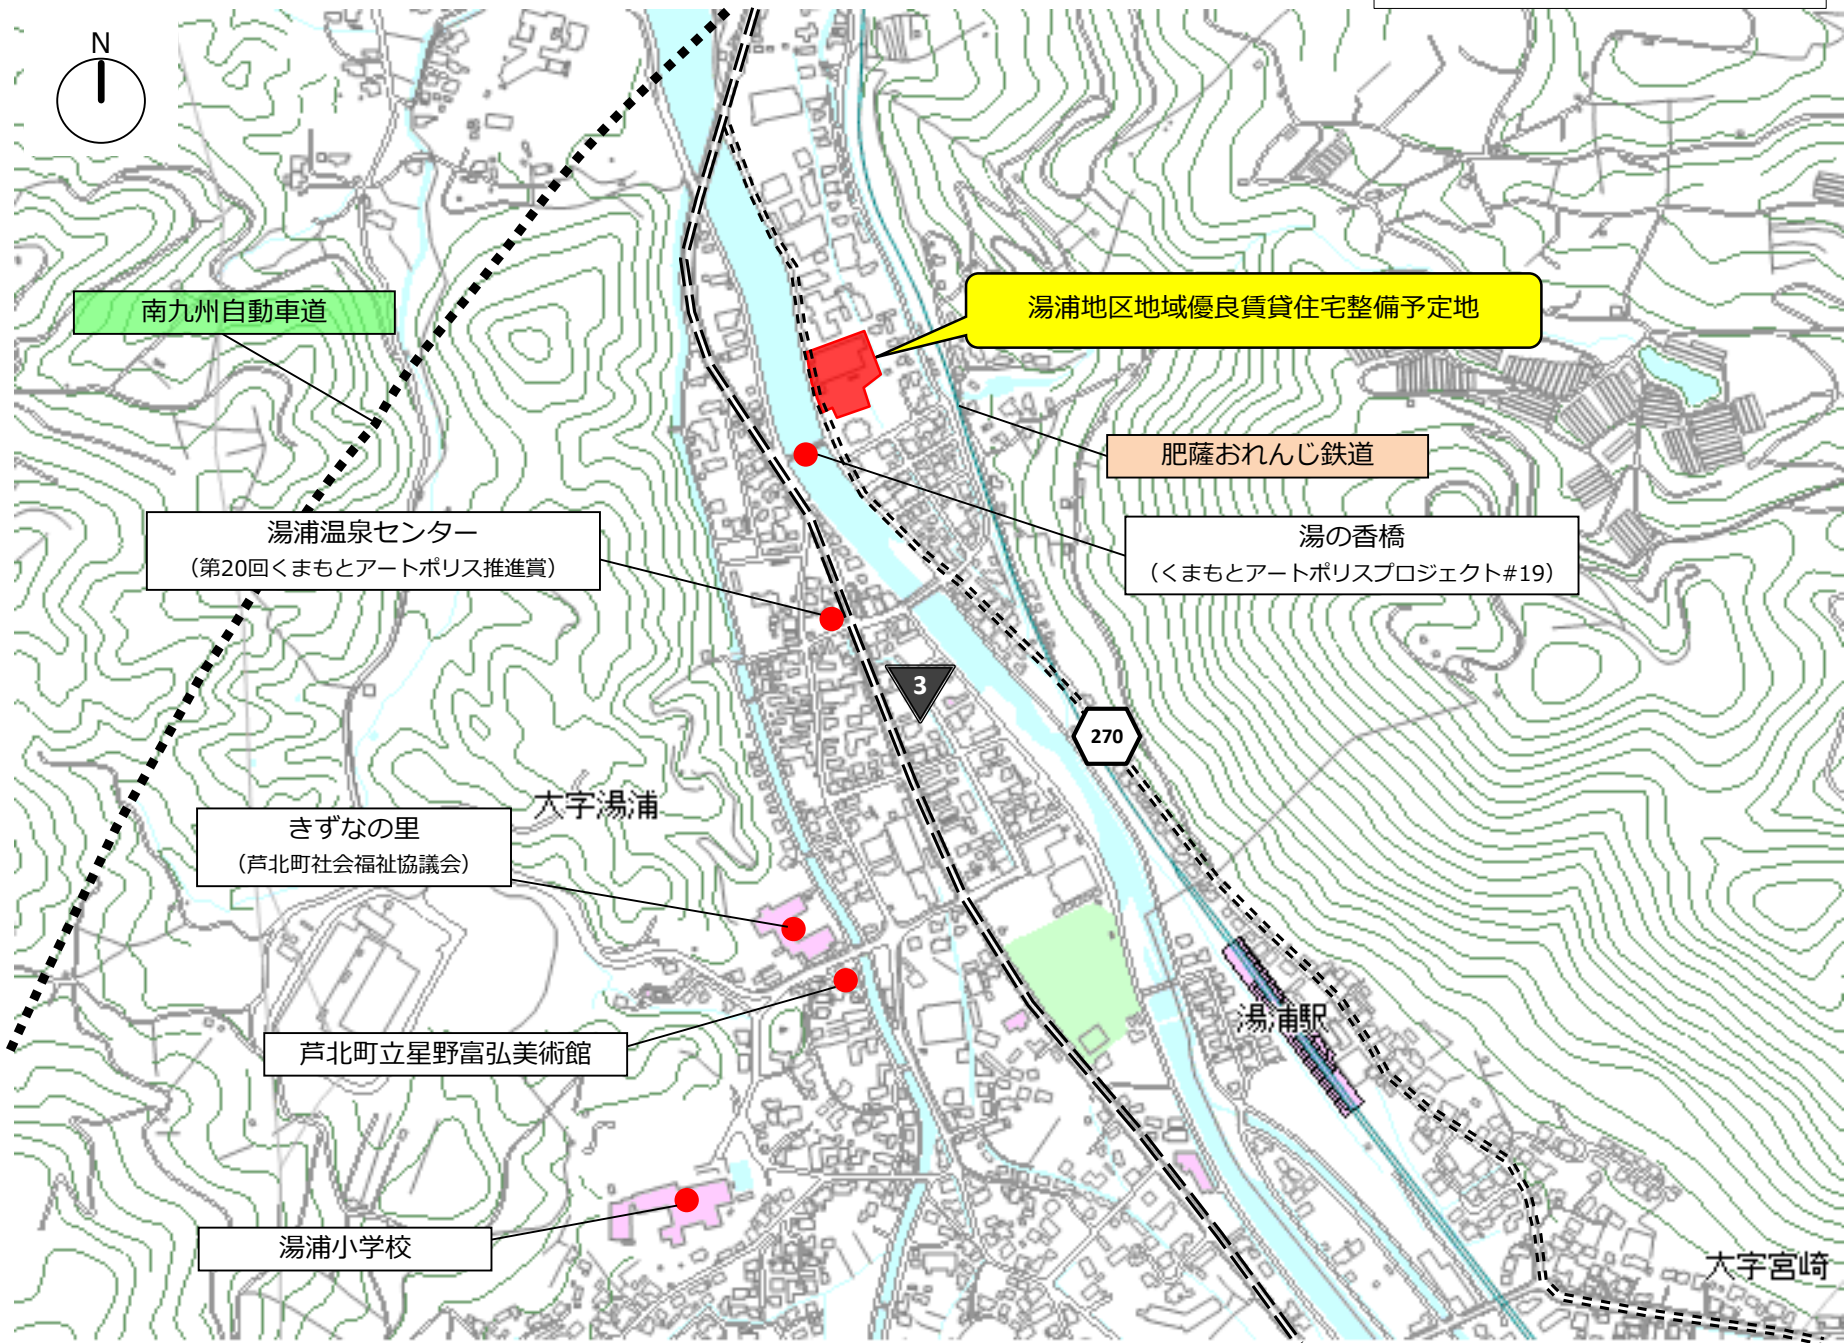 N
南九州自動車道
湯浦地区地域優良賃貸住宅整備予定地
肥薩おれんじ鉄道
湯浦温泉センター
（第20回くまもとアートポリス推進賞）
湯の香橋
（くまもとアートポリスプロジェクト#19）
3
270
大字湯浦
きずなの里
（芦北町社会福祉協議会）
湯浦駅
芦北町立星野富弘美術館
湯浦小学校
大字宮崎